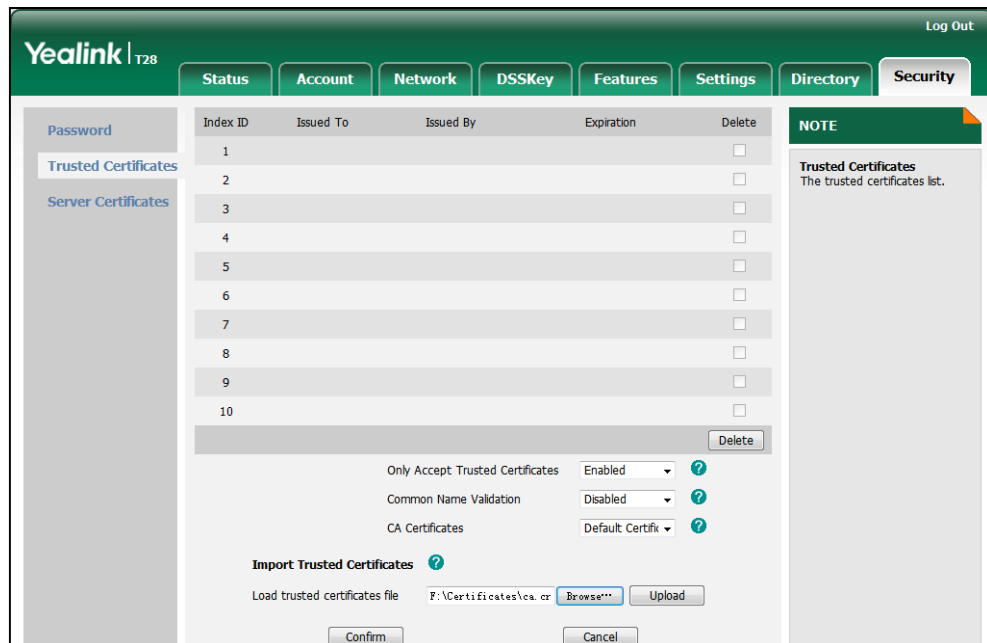 Log Out
Yealink T28
Status Account Network DSSKey Features Settings Directory Security
Password
Trusted Certificates
Server Certificates
Index ID Issued To Issued By Expiration Delete
1
2
3
4
5
6
7
8
9
10
Delete
Only Accept Trusted Certificates Enabled ?
Common Name Validation Disabled ?
CA Certificates Default Certific ?
Import Trusted Certificates ?
Load trusted certificates file F:\Certificates\ca.cr Browse... Upload
Confirm Cancel
NOTE
Trusted Certificates
The trusted certificates list.